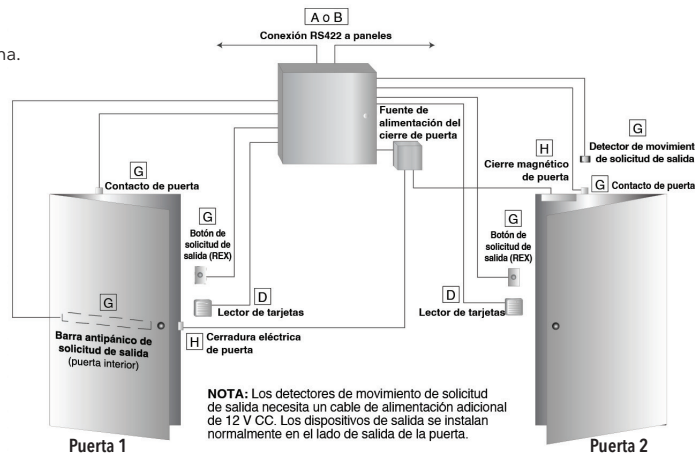 na.
A o B
Conexión RS422 a paneles
Fuente de
alimentación del
cierre de puerta
G
Detector de movimient
de solicitud de salida
H
Cierre magnético
de puerta
G Contacto de puerta
G
Contacto de puerta
G
Botón de
solicitud de
salida (REX)
G
Botón de
solicitud de
salida (REX)
D
Lector de tarjetas
D
Lector de tarjetas
G
Barra antipánico de
solicitud de salida
(puerta interior)
H Cerradura eléctrica
de puerta
NOTA: Los detectores de movimiento de solicitud
de salida necesita un cable de alimentación adicional
de 12 V CC. Los dispositivos de salida se instalan
normalmente en el lado de salida de la puerta.
Puerta 1
Puerta 2